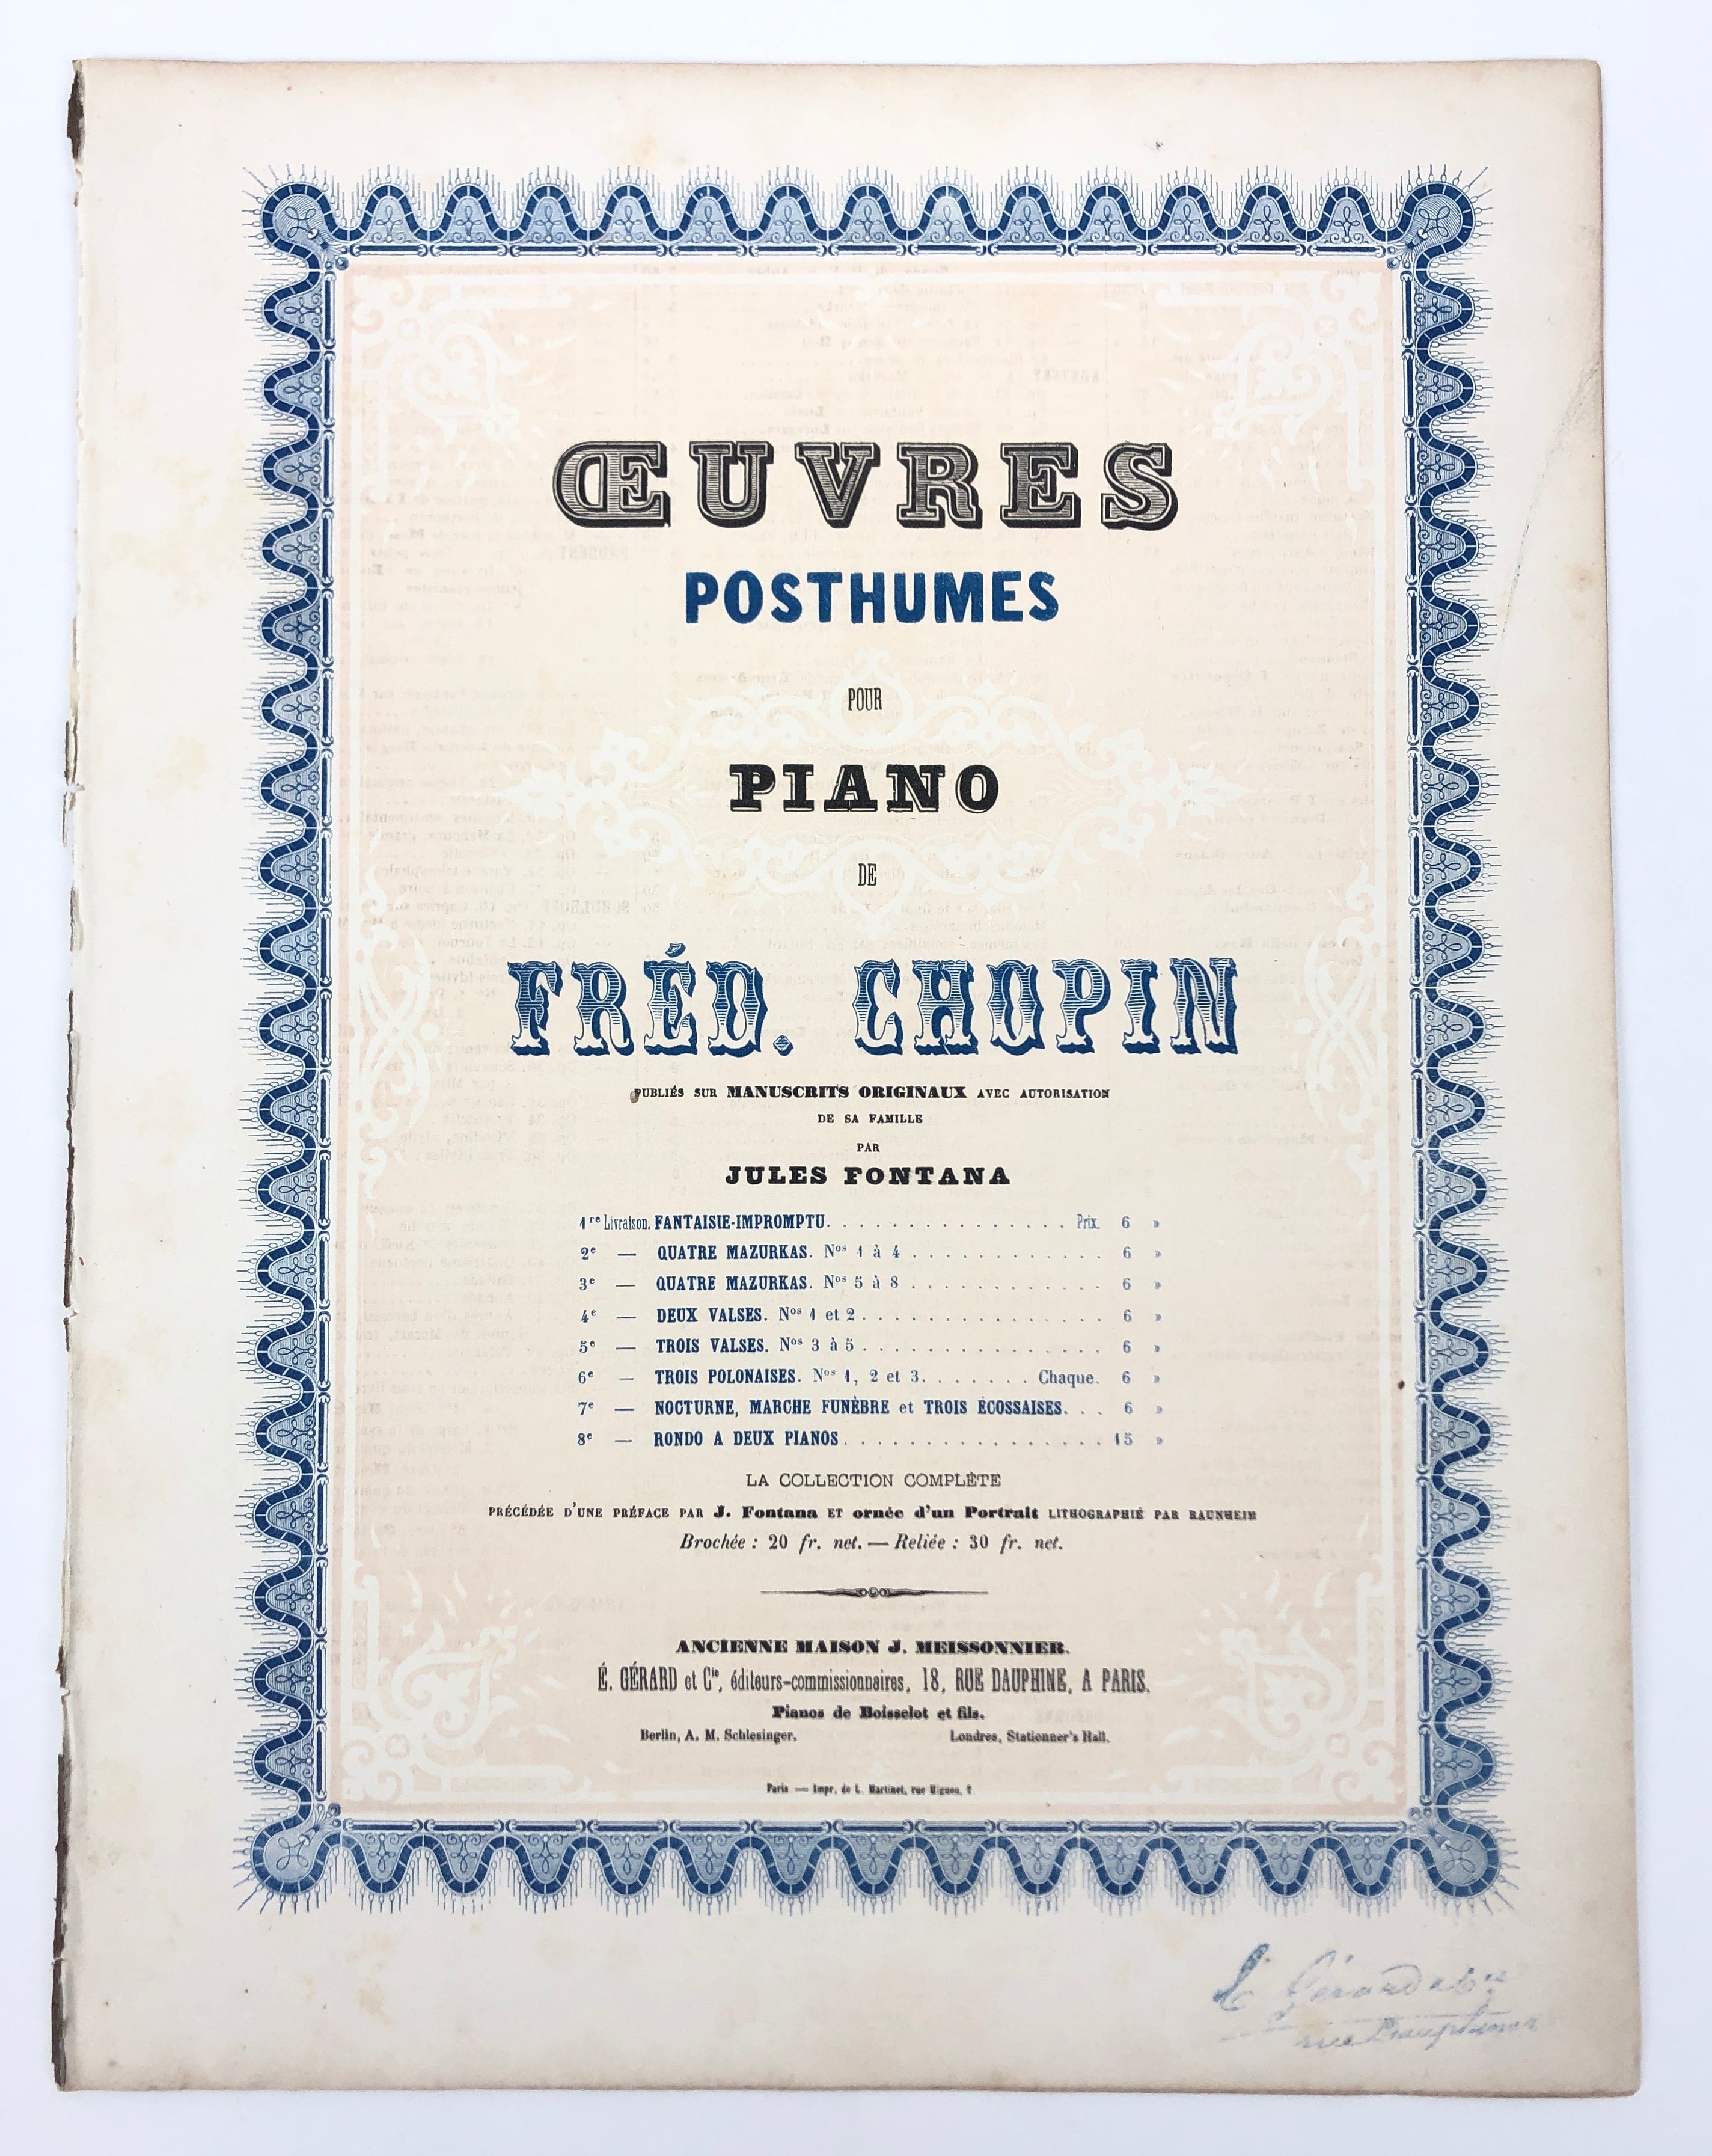 ŒUVRES
POSTHUMES
POUR
PIANO
DE
FRÉD. CHOPIN
PUBLIÉS SUR MANUSCRITS ORIGINAUX AVEC AUTORISATION
DE SA FAMILLE
PAR
JULES FONTANA
1re Livraison. FANTAISIE-IMPROMPTU. . . . . . . . . . . . . . . . Prix. 6 »
2e — QUATRE MAZURKAS. Nos 1 à 4 . . . . . . . . . . . . . 6 »
3e — QUATRE MAZURKAS. Nos 5 à 8 . . . . . . . . . . . . . 6 »
4e — DEUX VALSES. Nos 1 et 2. . . . . . . . . . . . . . . . 6 »
5e — TROIS VALSES. Nos 3 à 5. . . . . . . . . . . . . . . . 6 »
6e — TROIS POLONAISES. Nos 1, 2 et 3. . . . . . . . Chaque. 6 »
7e — NOCTURNE, MARCHE FUNÈBRE et TROIS ÉCOSSAISES. . . 6 »
8e — RONDO A DEUX PIANOS. . . . . . . . . . . . . . . . . 15 »
LA COLLECTION COMPLÈTE
PRÉCÉDÉE D'UNE PRÉFACE PAR J. Fontana ET ornée d'un Portrait LITHOGRAPHIÉ PAR RAUNHEIM
Brochée : 20 fr. net. — Reliée : 30 fr. net.
ANCIENNE MAISON J. MEISSONNIER.
É. GÉRARD et Cie, éditeurs-commissionnaires, 18, RUE DAUPHINE, A PARIS.
Pianos de Boisselot et fils.
Berlin, A. M. Schlesinger. Londres, Stationner's Hall.
Paris — Impr. de L. Martinet, rue Mignon, 2
Gérard & Cie
rue Dauphine